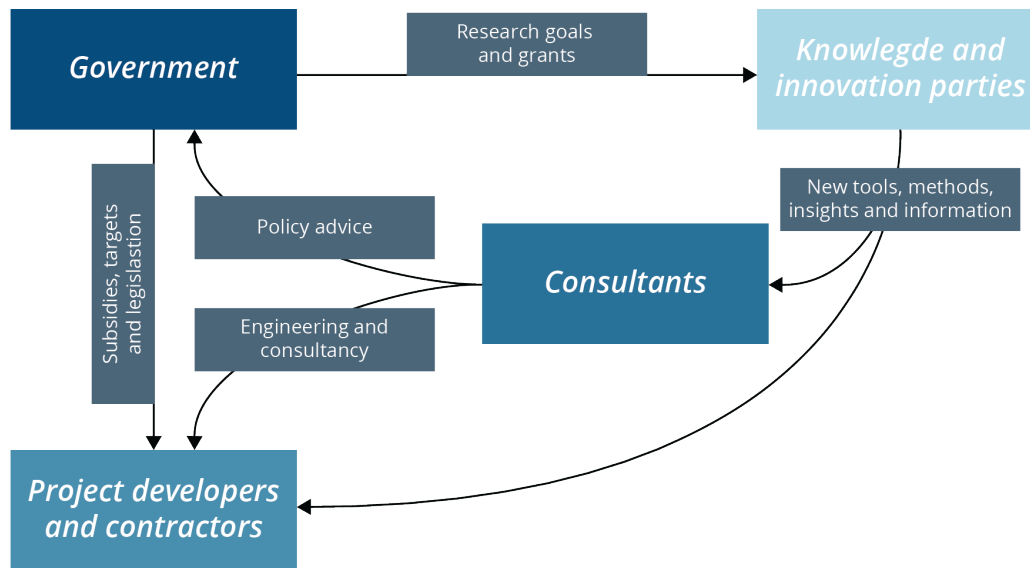 Government
Research goals
and grants
Knowlegde and
innovation parties
Subsidies, targets
and legislastion
Policy advice
New tools, methods,
insights and information
Consultants
Engineering and
consultancy
Project developers
and contractors